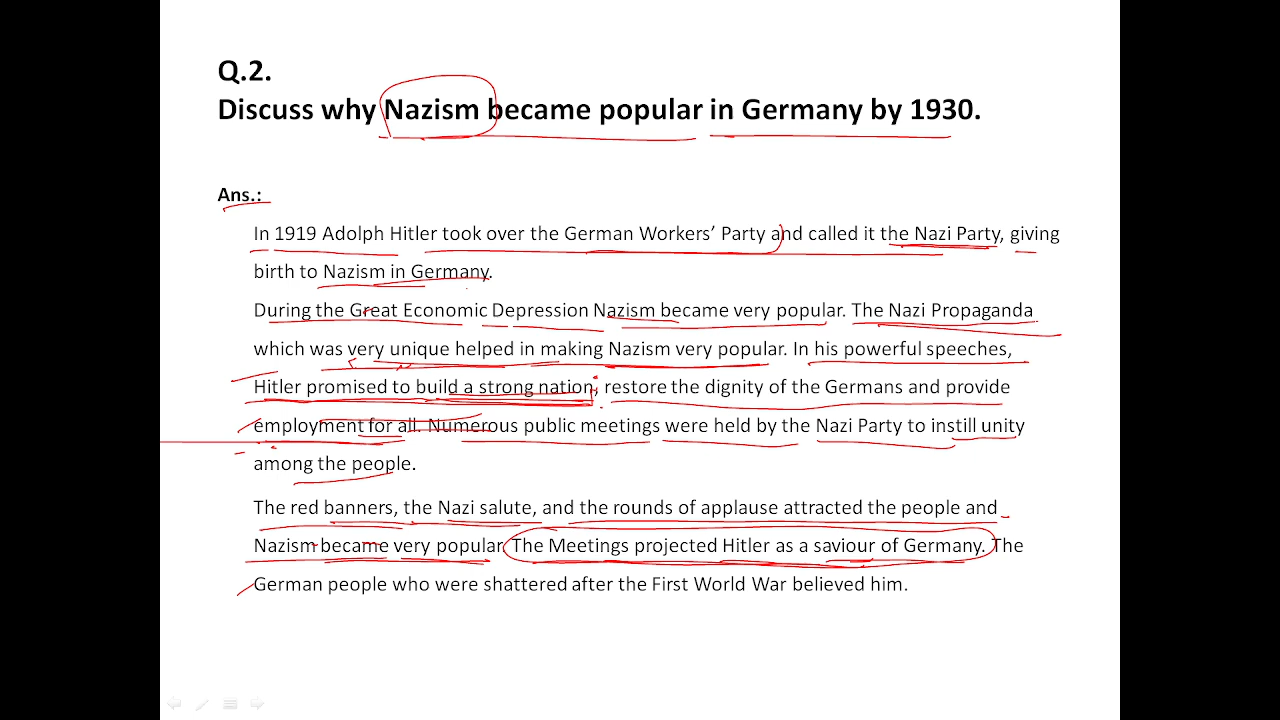 Q.2.
Discuss why Nazism became popular in Germany by 1930.
Ans.:
In 1919 Adolph Hitler took over the German Workers' Party and called it the Nazi Party, giving
birth to Nazism in Germany.
During the Great Economic Depression Nazism became very popular. The Nazi Propaganda
which was very unique helped in making Nazism very popular. In his powerful speeches,
Hitler promised to build a strong nation, restore the dignity of the Germans and provide
employment for all. Numerous public meetings were held by the Nazi Party to instill unity
among the people.
The red banners, the Nazi salute, and the rounds of applause attracted the people and
Nazism became very popular. The Meetings projected Hitler as a saviour of Germany. The
German people who were shattered after the First World War believed him.